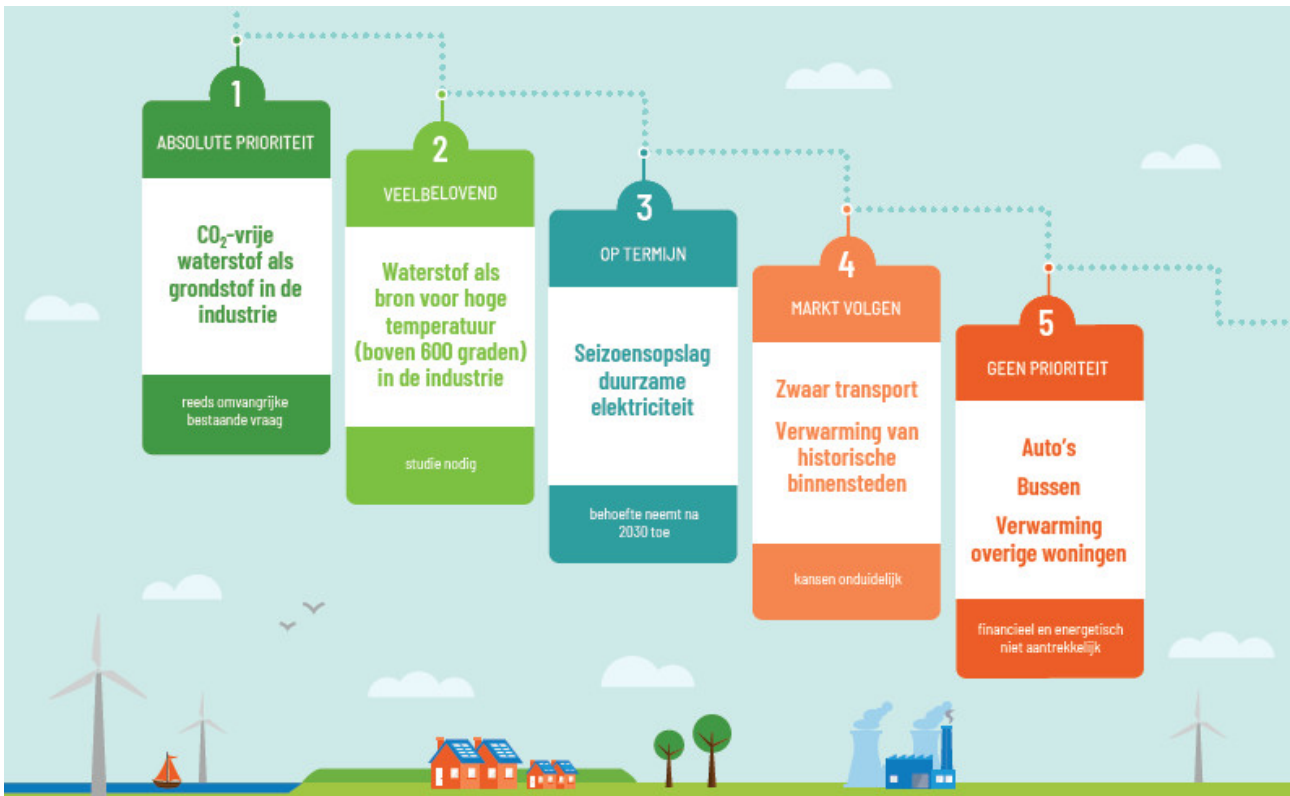 1
ABSOLUTE PRIORITEIT
CO₂-vrije
waterstof als
grondstof in de
industrie
reeds omvangrijke
bestaande vraag
2
VEELBELOVEND
Waterstof als
bron voor hoge
temperatuur
(boven 600 graden)
in de industrie
studie nodig
3
OP TERMIJN
Seizoensopslag
duurzame
elektriciteit
behoefte neemt na
2030 toe
4
MARKT VOLGEN
Zwaar transport
Verwarming van
historische
binnensteden
kansen onduidelijk
5
GEEN PRIORITEIT
Auto's
Bussen
Verwarming
overige woningen
financieel en energetisch
niet aantrekkelijk